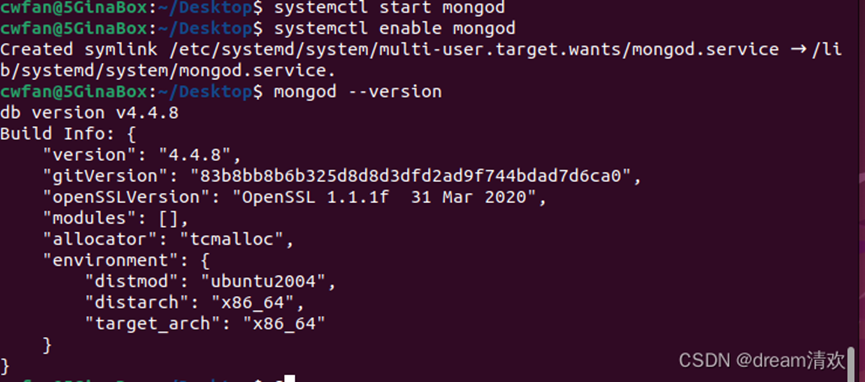 cwfan@5GinaBox:~/Desktop$ systemctl start mongod
cwfan@5GinaBox:~/Desktop$ systemctl enable mongod
Created symlink /etc/systemd/system/multi-user.target.wants/mongod.service → /li
b/systemd/system/mongod.service.
cwfan@5GinaBox:~/Desktop$ mongod --version
db version v4.4.8
Build Info: {
    "version": "4.4.8",
    "gitVersion": "83b8bb8b6b325d8d8d3dfd2ad9f744bdad7d6ca0",
    "openSSLVersion": "OpenSSL 1.1.1f  31 Mar 2020",
    "modules": [],
    "allocator": "tcmalloc",
    "environment": {
        "distmod": "ubuntu2004",
        "distarch": "x86_64",
        "target_arch": "x86_64"
    }
}
cwfan@5GinaBox:~/Desktop$
CSDN @dream清欢